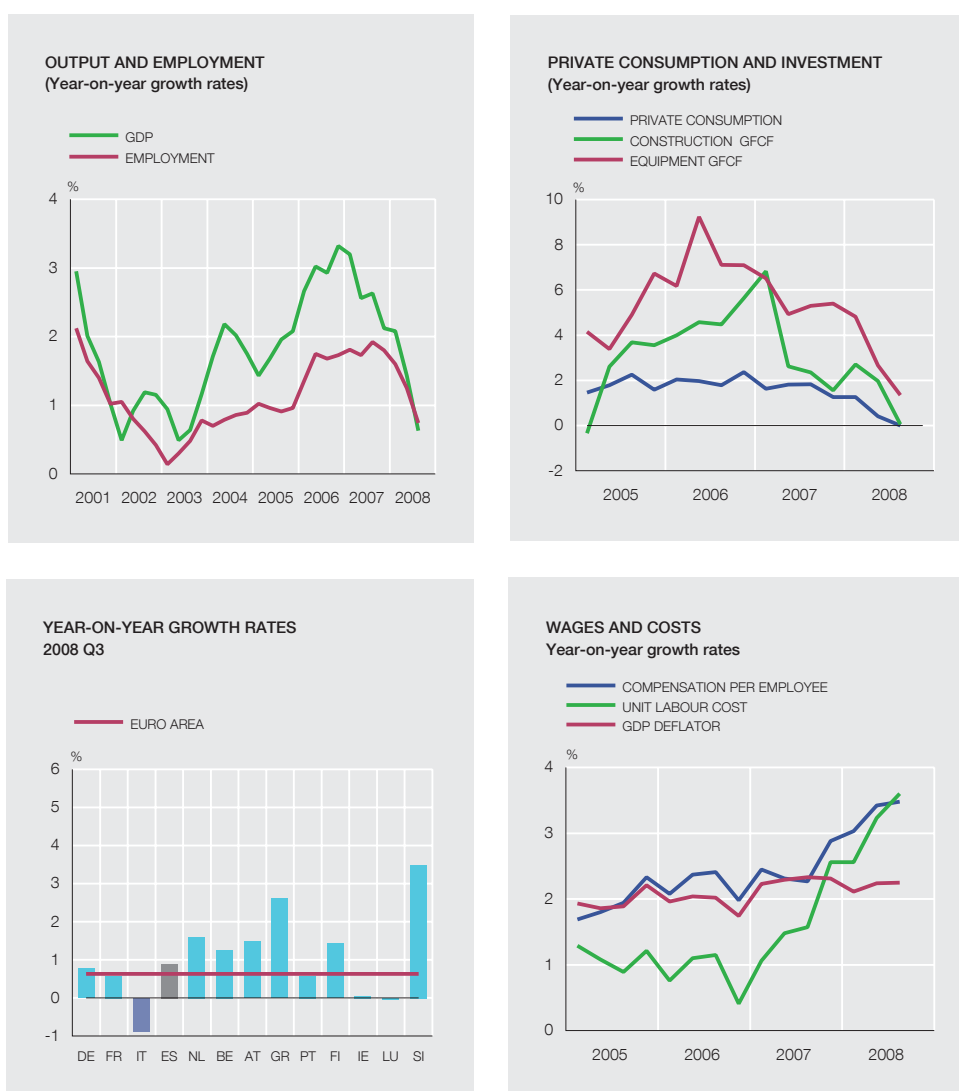 OUTPUT AND EMPLOYMENT
(Year-on-year growth rates)
GDP
EMPLOYMENT
%
4
3
2
1
0
2001 2002 2003 2004 2005 2006 2007 2008
PRIVATE CONSUMPTION AND INVESTMENT
(Year-on-year growth rates)
PRIVATE CONSUMPTION
CONSTRUCTION GFCF
EQUIPMENT GFCF
%
10
8
6
4
2
0
-2
2005 2006 2007 2008
YEAR-ON-YEAR GROWTH RATES
2008 Q3
EURO AREA
%
6
5
4
3
2
1
0
-1
DE FR IT ES NL BE AT GR PT FI IE LU SI
WAGES AND COSTS
Year-on-year growth rates
COMPENSATION PER EMPLOYEE
UNIT LABOUR COST
GDP DEFLATOR
%
4
3
2
1
0
2005 2006 2007 2008